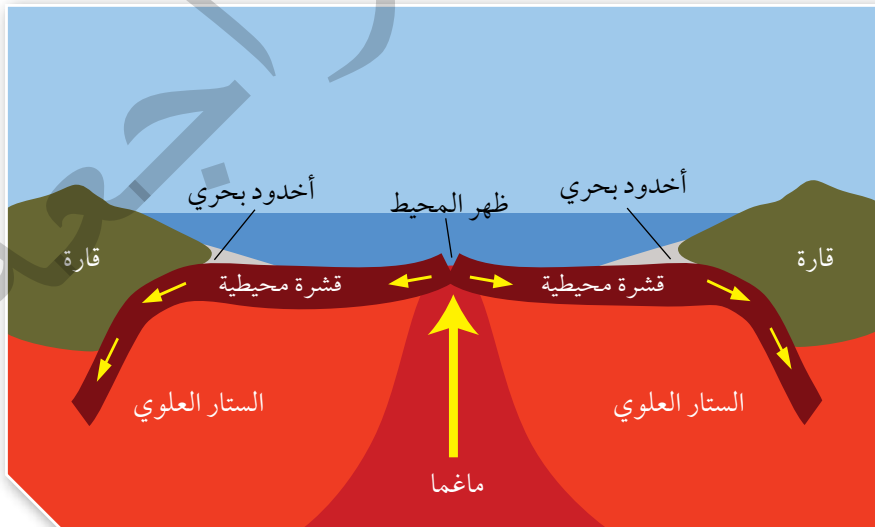 أخدود بحري
ظهر المحيط
أخدود بحري
قارة
قارة
قشرة محيطية
قشرة محيطية
الستار العلوي
الستار العلوي
ماغما